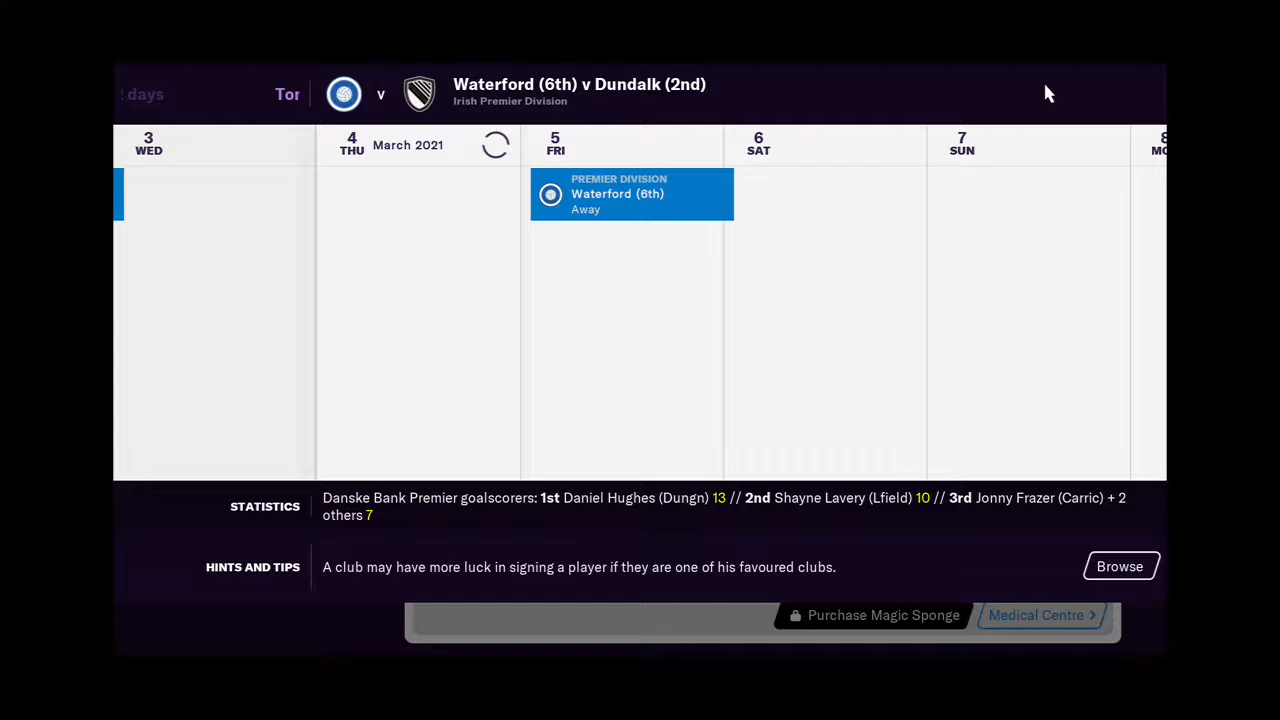 days
Tor
v
Waterford (6th) v Dundalk (2nd)
Irish Premier Division
3
WED
4
THU
March 2021
5
FRI
6
SAT
7
SUN
8
PREMIER DIVISION
Waterford (6th)
Away
STATISTICS
Danske Bank Premier goalscorers: 1st Daniel Hughes (Dungn) 13 // 2nd Shayne Lavery (Lfield) 10 // 3rd Jonny Frazer (Carric) + 2
others 7
HINTS AND TIPS
A club may have more luck in signing a player if they are one of his favoured clubs.
Browse
Purchase Magic Sponge
Medical Centre >